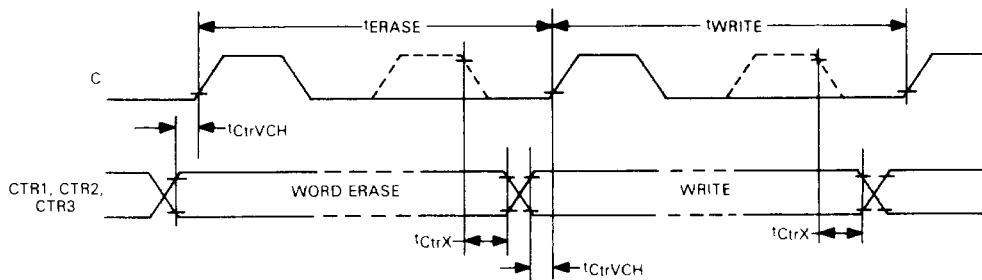 tERASE tWRITE
C
tCtrVCH
CTR1, CTR2,
CTR3
WORD ERASE WRITE
tCtrX tCtrX
tCtrVCH